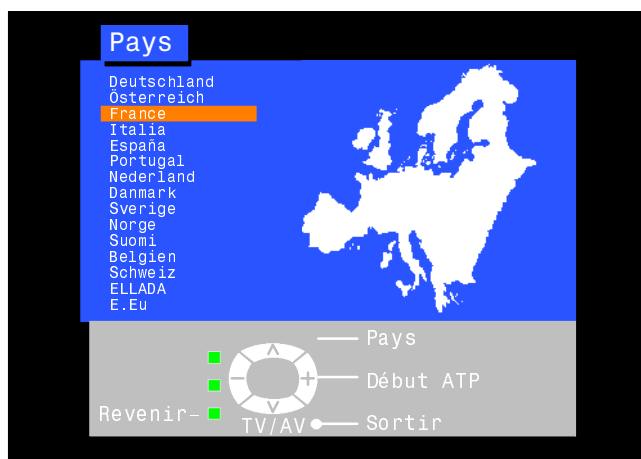 Pays
Deutschland
Österreich
France
Italia
España
Portugal
Nederland
Danmark
Sverige
Norge
Suomi
Belgien
Schweiz
ELLADA
E.Eu
Pays
Début ATP
Revenir
TV/AV
Sortir